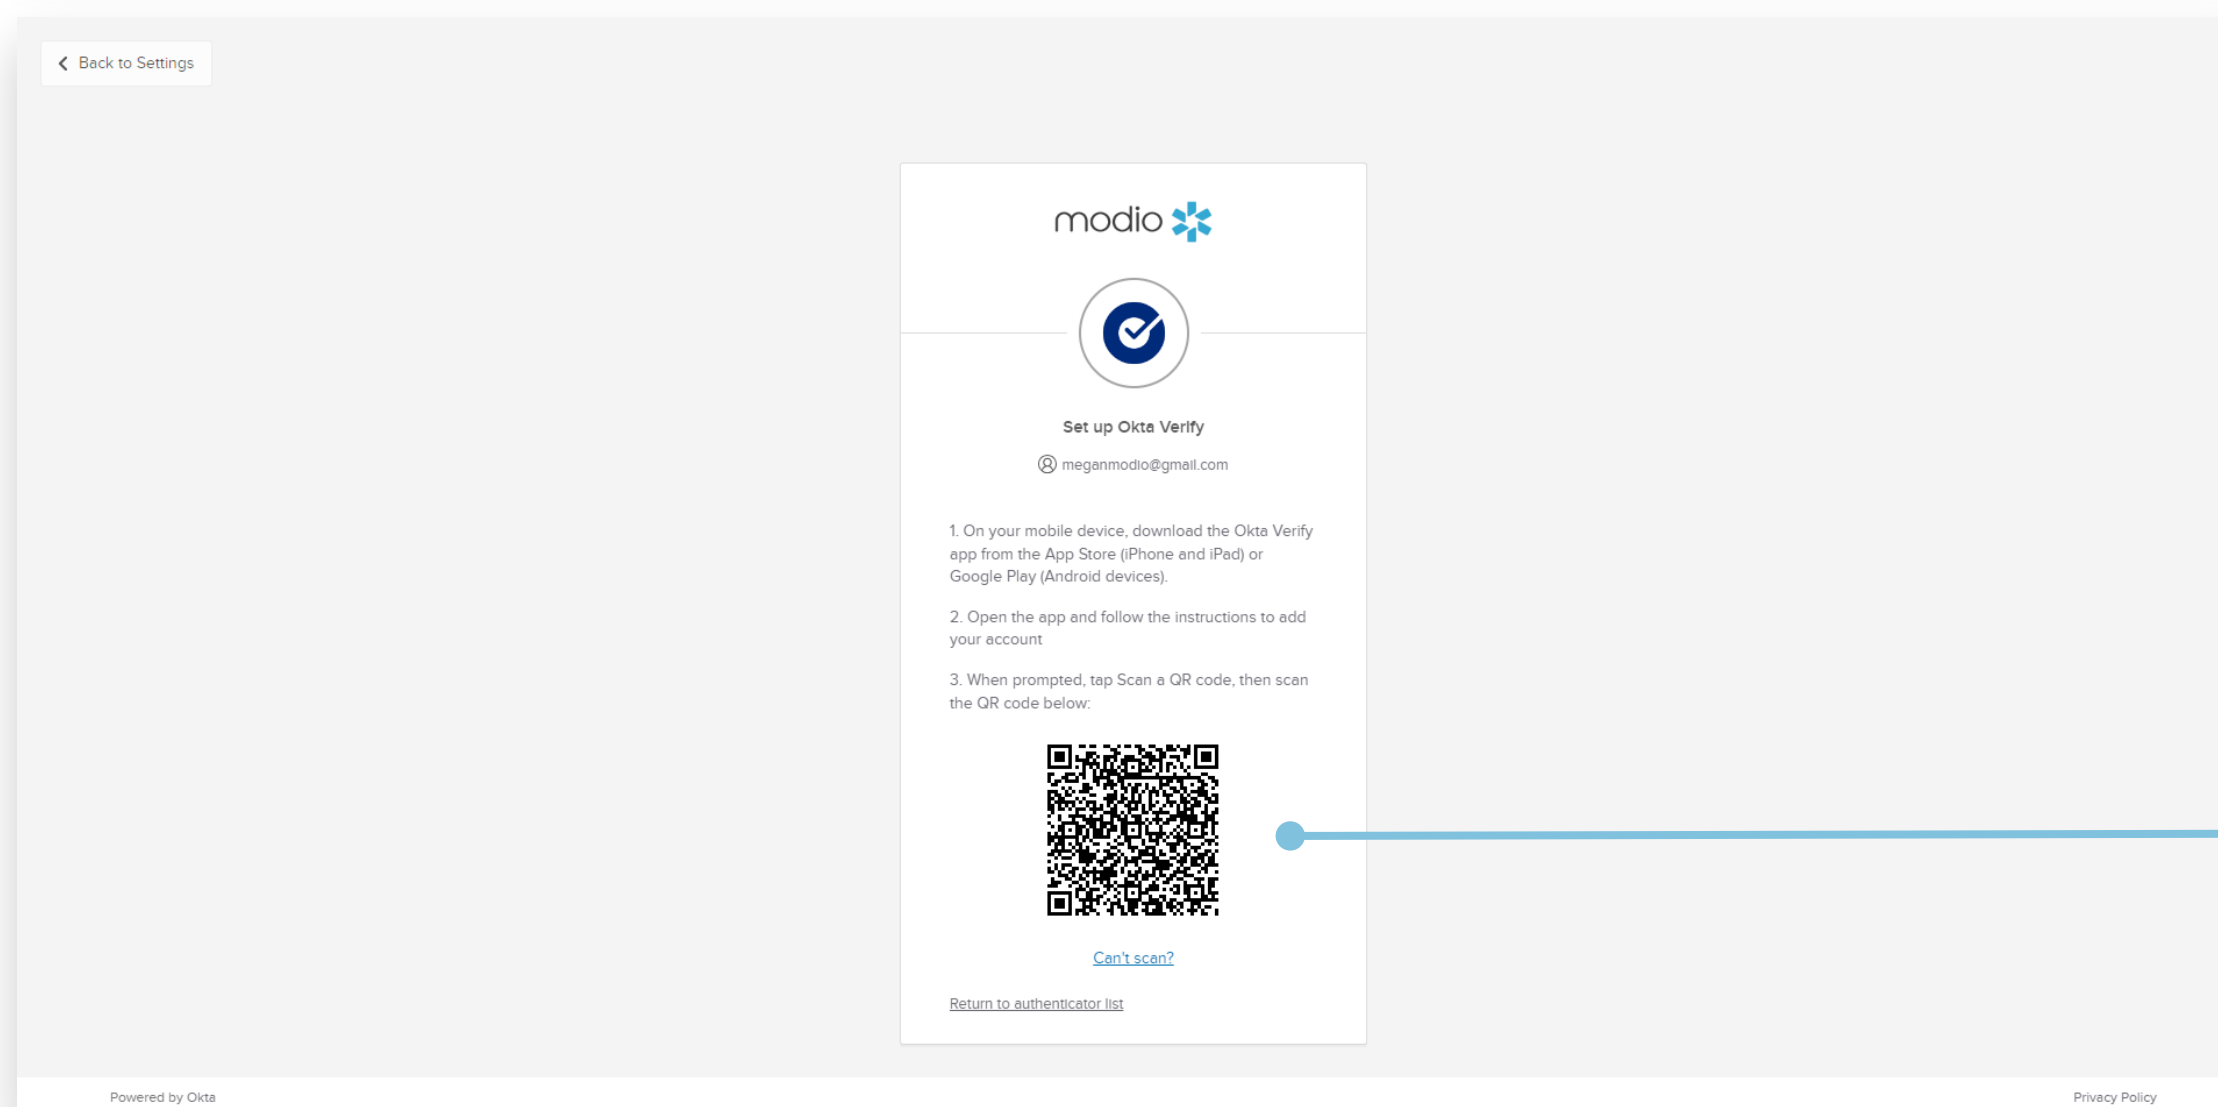 Back to Settings
modio
Set up Okta Verify
meganmodio@gmail.com
1. On your mobile device, download the Okta Verify
app from the App Store (iPhone and iPad) or
Google Play (Android devices).
2. Open the app and follow the instructions to add
your account
3. When prompted, tap Scan a QR code, then scan
the QR code below:
Can't scan?
Return to authenticator list
Powered by Okta
Privacy Policy